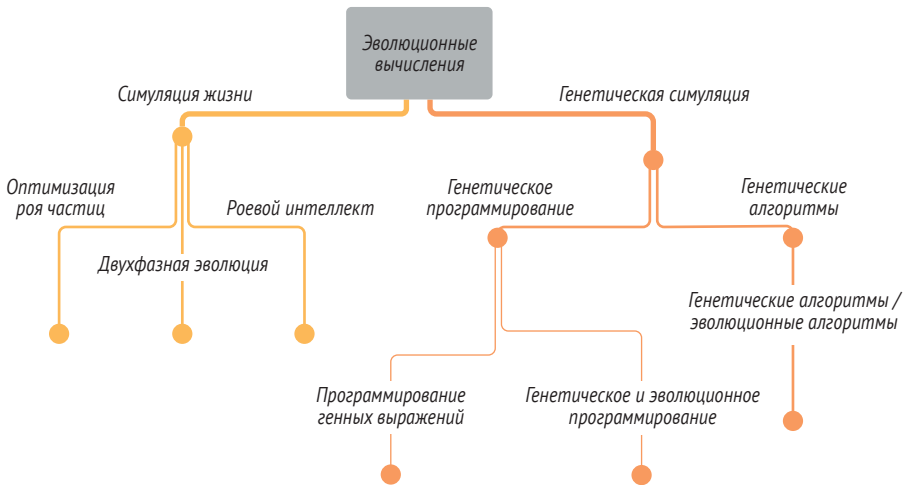 Эволюционные
вычисления
Симуляция жизни
Генетическая симуляция
Оптимизация
роя частиц
Роевой интеллект
Двухфазная эволюция
Генетическое
программирование
Генетические
алгоритмы
Генетические алгоритмы /
эволюционные алгоритмы
Программирование
генных выражений
Генетическое и эволюционное
программирование